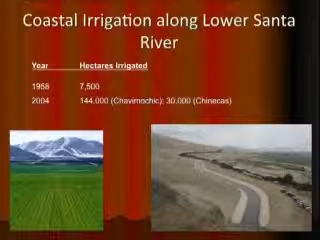 Coastal Irrigation along Lower Santa
River
Year Hectares Irrigated
1958 7,500
2004 144.000 (Chavimochic); 30.000 (Chinecas)